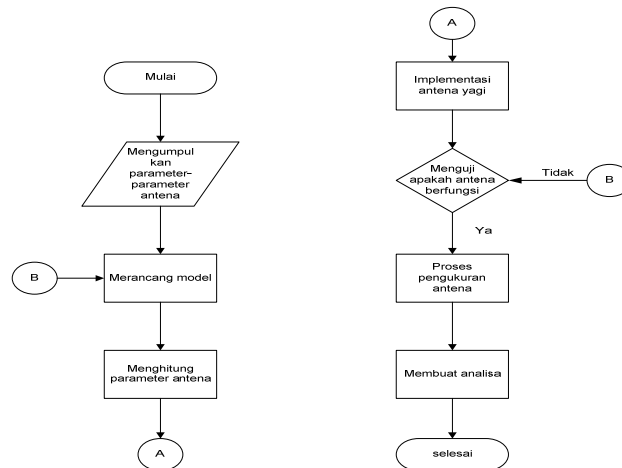 Mulai
Mengumpul
kan
parameter-
parameter
antena
B
Merancang model
Menghitung
parameter antena
A
A
Implementasi
antena yagi
Menguji
apakah antena
berfungsi
Tidak
B
Ya
Proses
pengukuran
antena
Membuat analisa
selesai